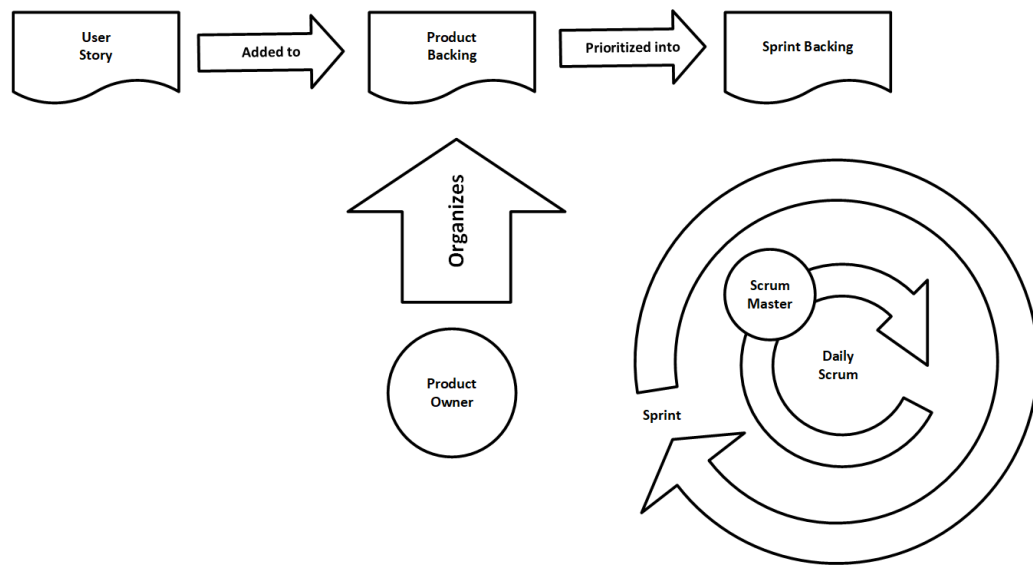 User
Story
Added to
Product
Backing
Prioritized into
Sprint Backing
Organizes
Product
Owner
Scrum
Master
Daily
Scrum
Sprint